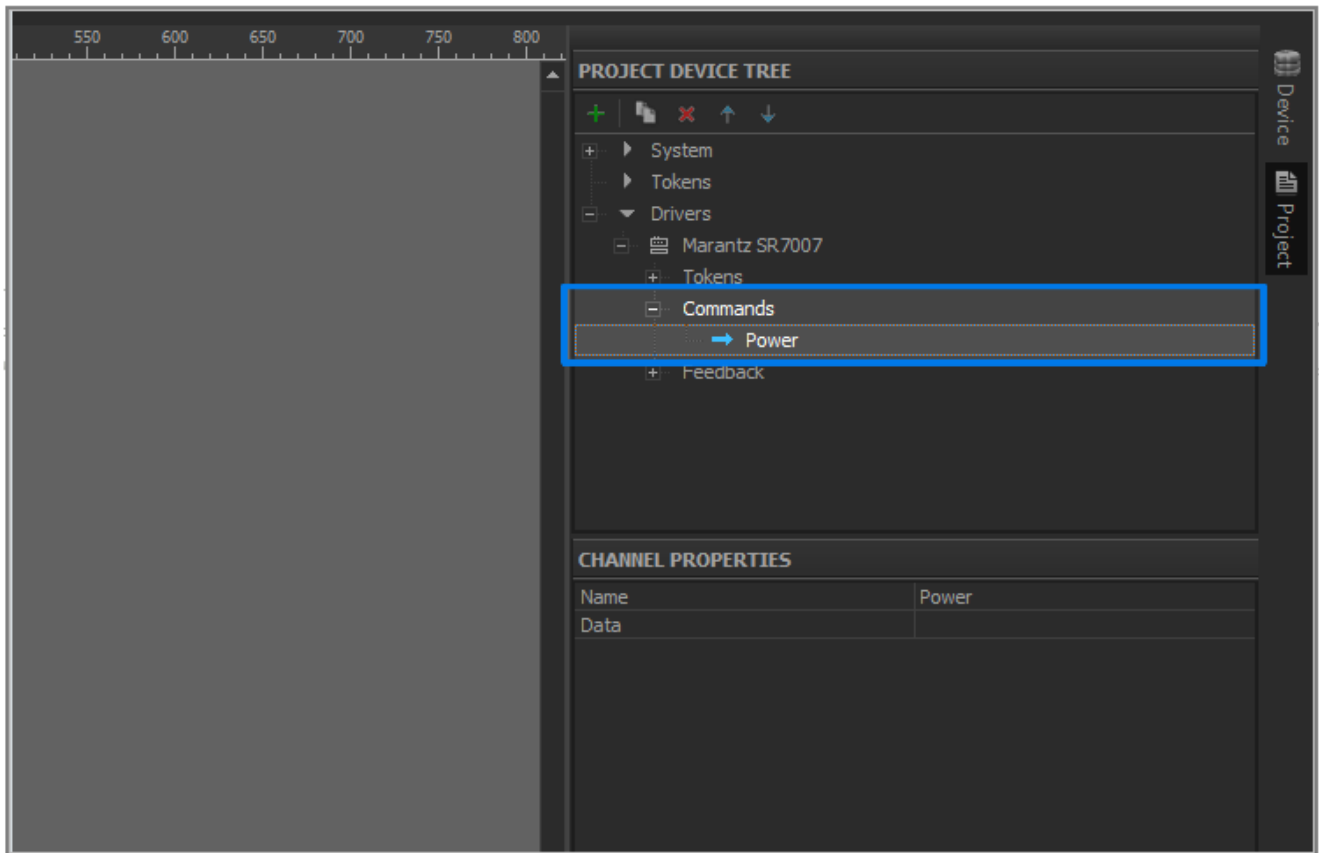 550 600 650 700 750 800
PROJECT DEVICE TREE
System
Tokens
Drivers
Marantz SR7007
Tokens
Commands
Power
Feedback
CHANNEL PROPERTIES
Name Power
Data
Device
Project